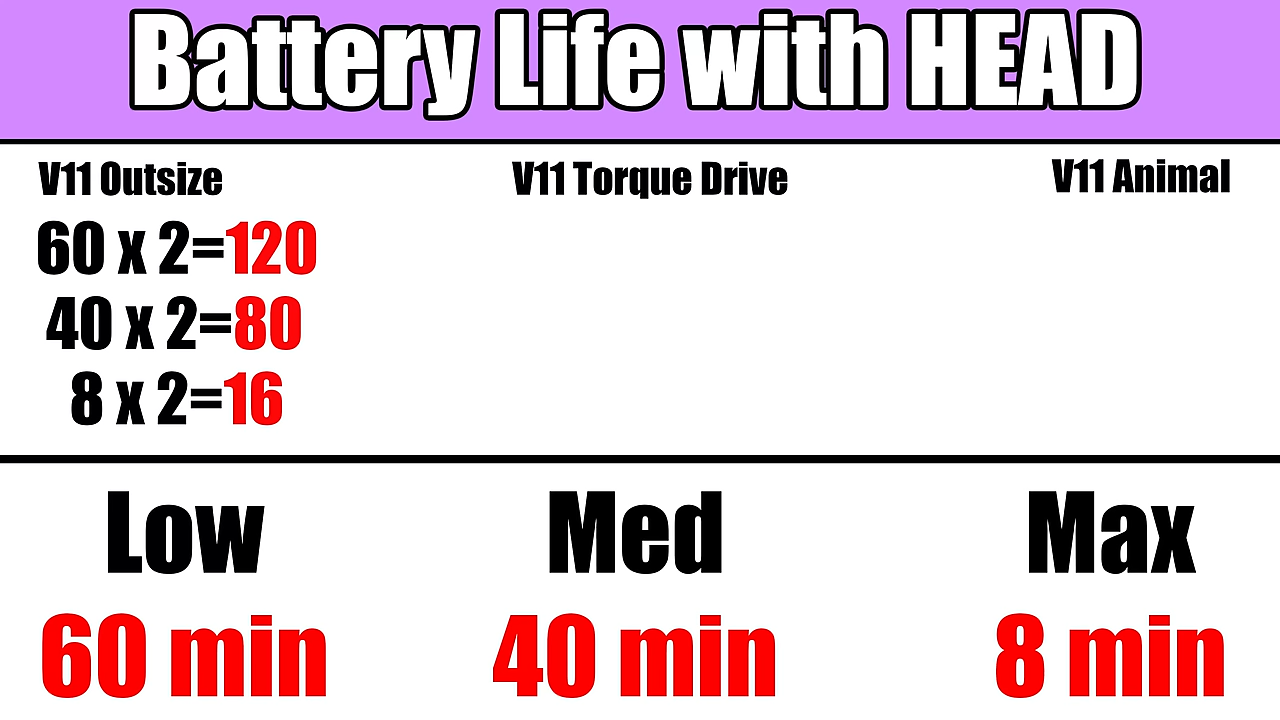 Battery Life with HEAD
V11 Outsize V11 Torque Drive V11 Animal
60 x 2=120
40 x 2=80
8 x 2=16
Low Med Max
60 min 40 min 8 min